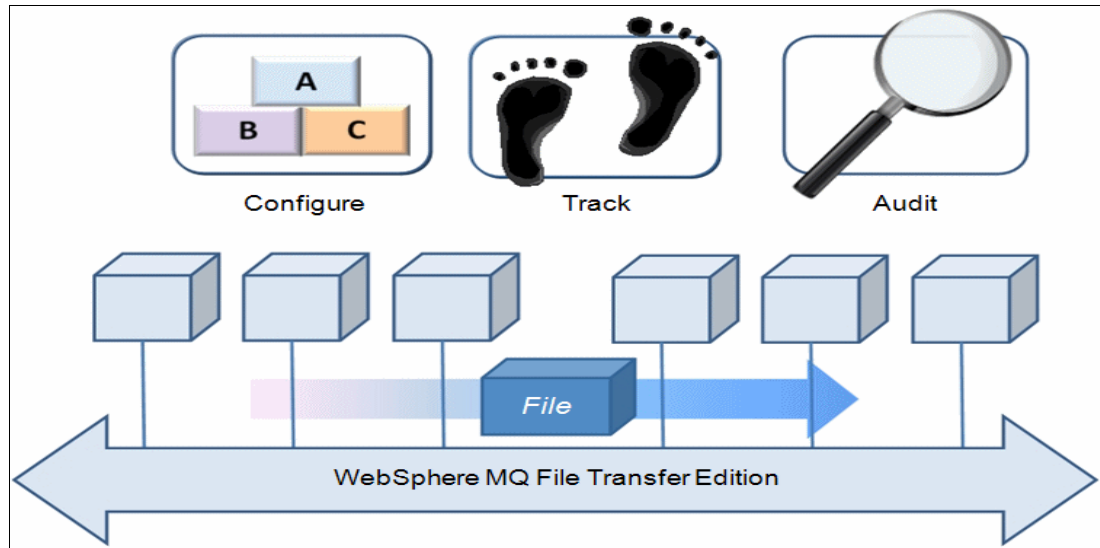 A
B C
Configure Track Audit
File
WebSphere MQ File Transfer Edition